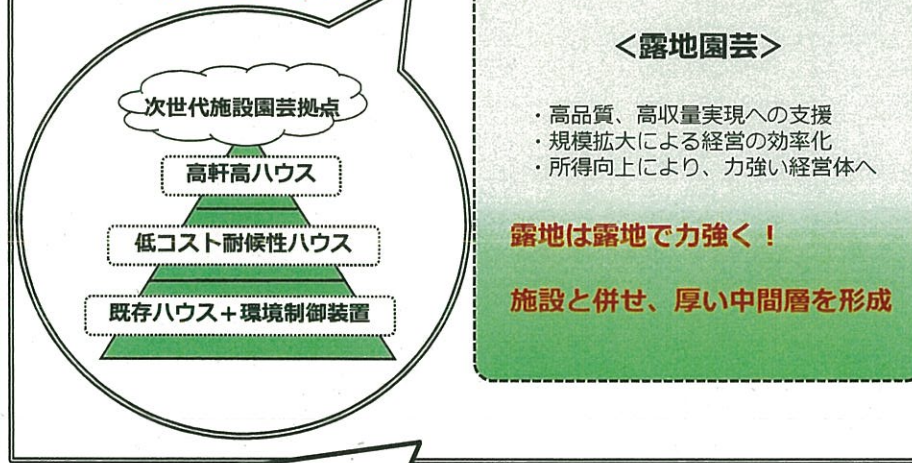 次世代施設園芸拠点
高軒高ハウス
低コスト耐候性ハウス
既存ハウス+環境制御装置
<露地園芸>
・高品質、高収量実現への支援
・規模拡大による経営の効率化
・所得向上により、力強い経営体へ
露地は露地で力強く!
施設と併せ、厚い中間層を形成